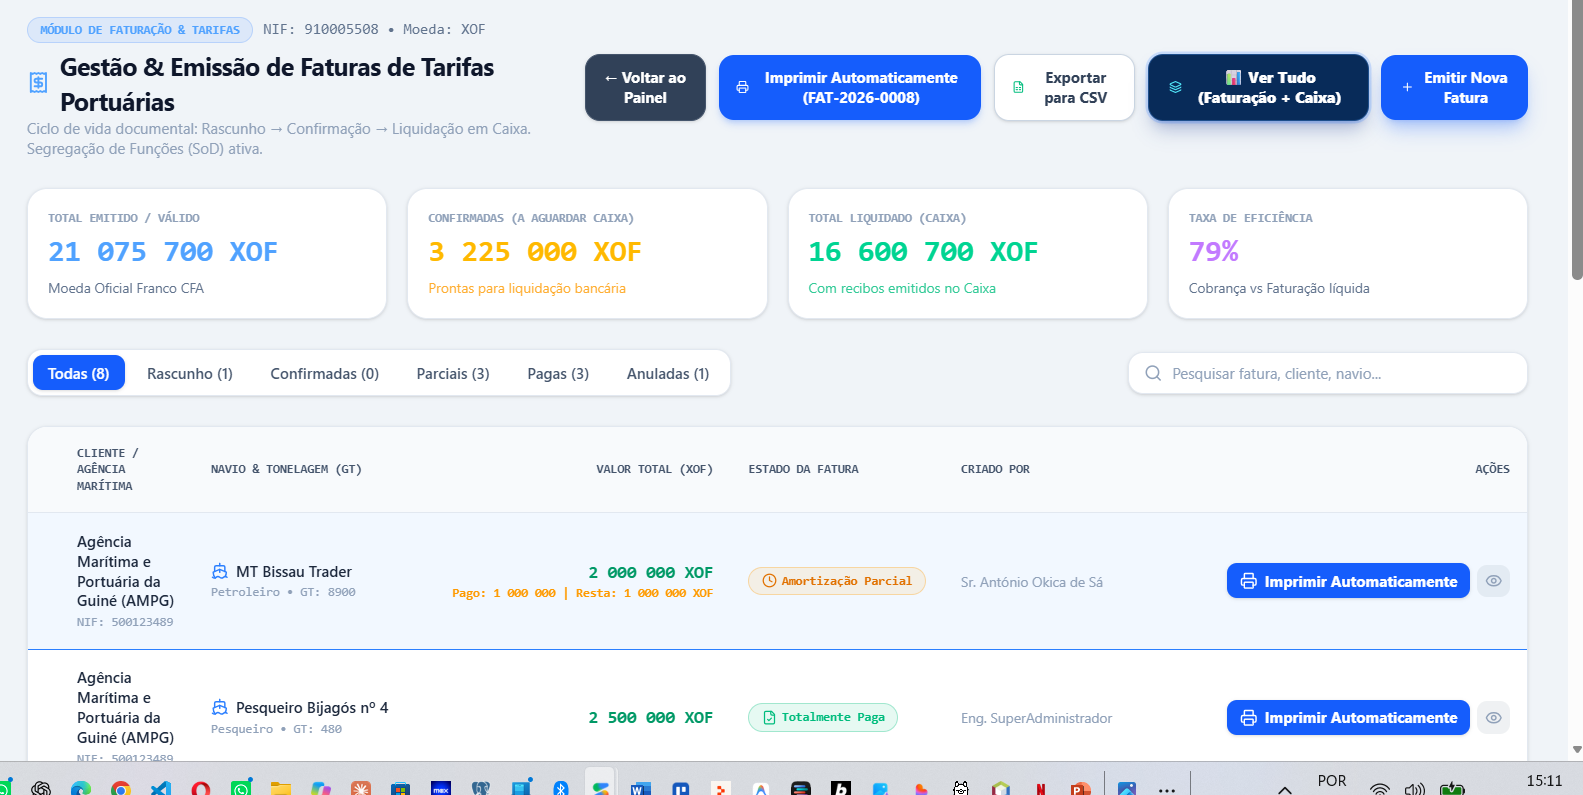 MÓDULO DE FATURAÇÃO & TARIFAS NIF: 910005508 • Moeda: XOF
Gestão & Emissão de Faturas de Tarifas
Portuárias
Ciclo de vida documental: Rascunho → Confirmação → Liquidação em Caixa.
Segregação de Funções (SoD) ativa.
← Voltar ao
Painel
Imprimir Automaticamente
(FAT-2026-0008)
Exportar
para CSV
Ver Tudo
(Faturação + Caixa)
+ Emitir Nova
Fatura
TOTAL EMITIDO / VÁLIDO
21 075 700 XOF
Moeda Oficial Franco CFA
CONFIRMADAS (A AGUARDAR CAIXA)
3 225 000 XOF
Prontas para liquidação bancária
TOTAL LIQUIDADO (CAIXA)
16 600 700 XOF
Com recibos emitidos no Caixa
TAXA DE EFICIÊNCIA
79%
Cobrança vs Faturação líquida
Todas (8) Rascunho (1) Confirmadas (0) Parciais (3) Pagas (3) Anuladas (1)
Pesquisar fatura, cliente, navio...
CLIENTE /
AGÊNCIA
MARÍTIMA
NAVIO & TONELAGEM (GT)
VALOR TOTAL (XOF)
ESTADO DA FATURA
CRIADO POR
AÇÕES
Agência
Marítima e
Portuária da
Guiné (AMPG)
NIF: 500123489
MT Bissau Trader
Petroleiro • GT: 8900
2 000 000 XOF
Pago: 1 000 000 | Resta: 1 000 000 XOF
Amortização Parcial
Sr. António Okica de Sá
Imprimir Automaticamente
Agência
Marítima e
Portuária da
Guiné (AMPG)
NIF: 500123489
Pesqueiro Bijagós nº 4
Pesqueiro • GT: 480
2 500 000 XOF
Totalmente Paga
Eng. SuperAdministrador
Imprimir Automaticamente
POR
15:11